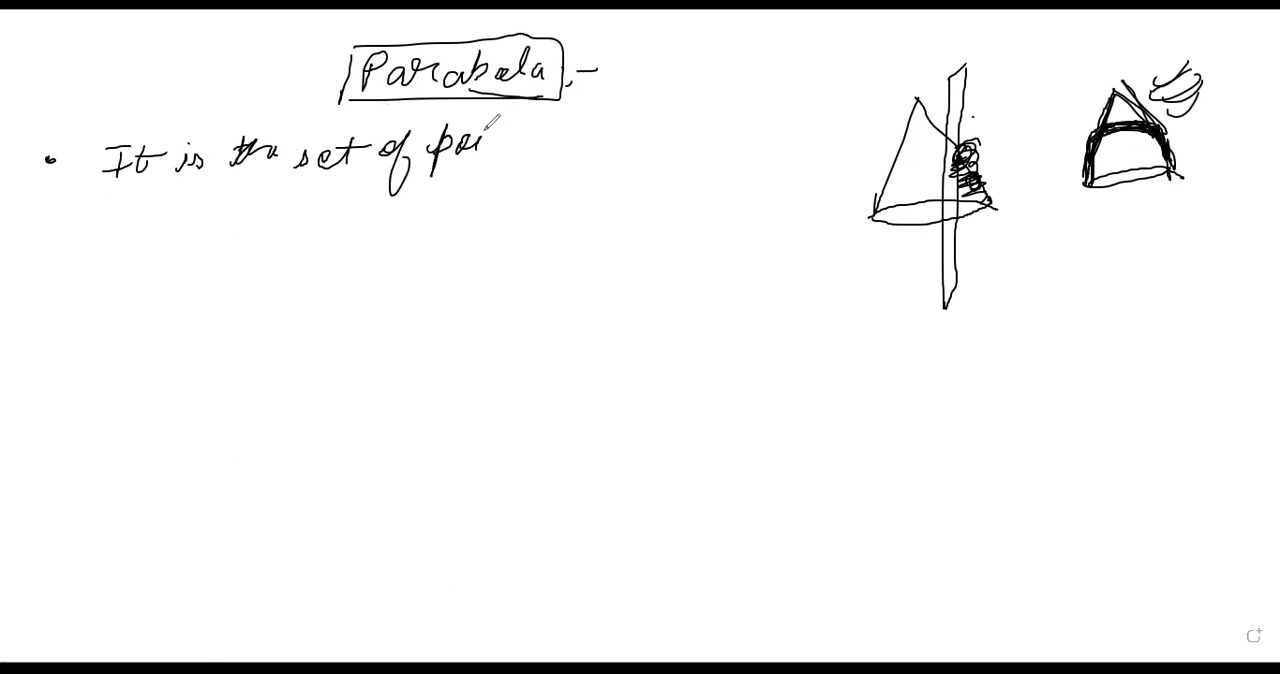 Parabola :-
• It is the set of poi